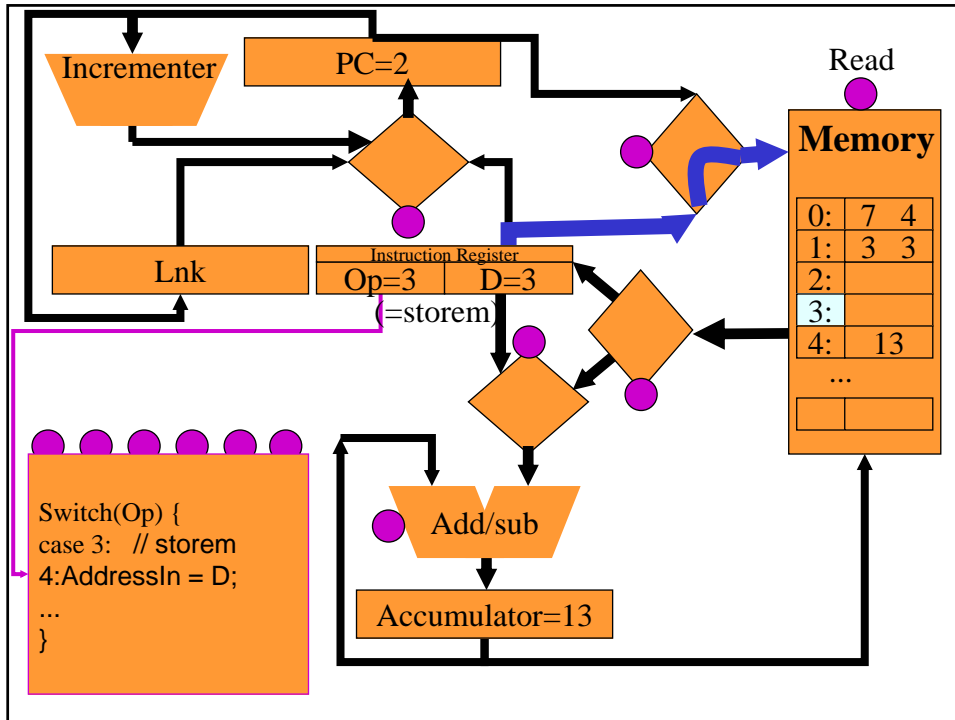 Incrementer
PC=2
Read
Memory
0: 7 4
1: 3 3
2:
3:
4: 13
...
Lnk
Instruction Register
Op=3 D=3
(=storem)
Switch(Op) {
case 3: // storem
4:AddressIn = D;
...
}
Add/sub
Accumulator=13